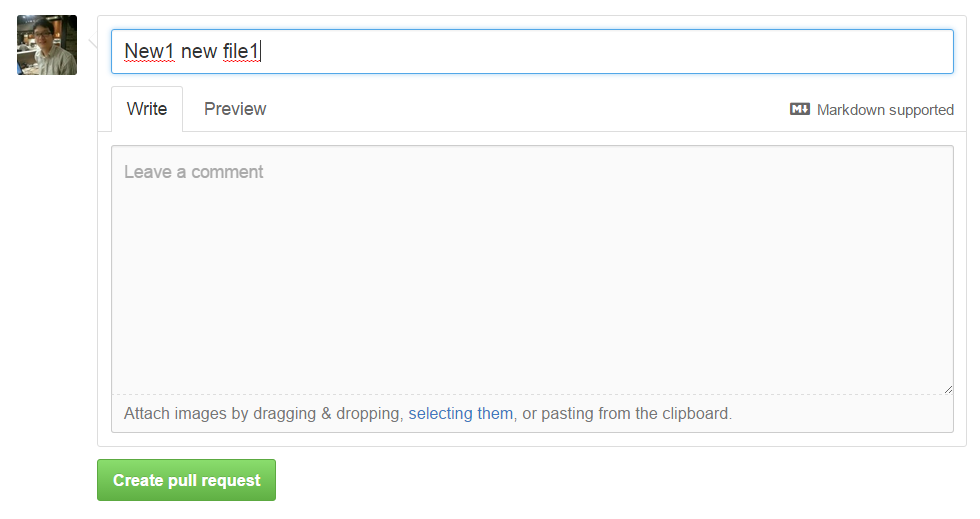 New1 new file1
Write Preview Markdown supported
Leave a comment
Attach images by dragging & dropping, selecting them, or pasting from the clipboard.
Create pull request